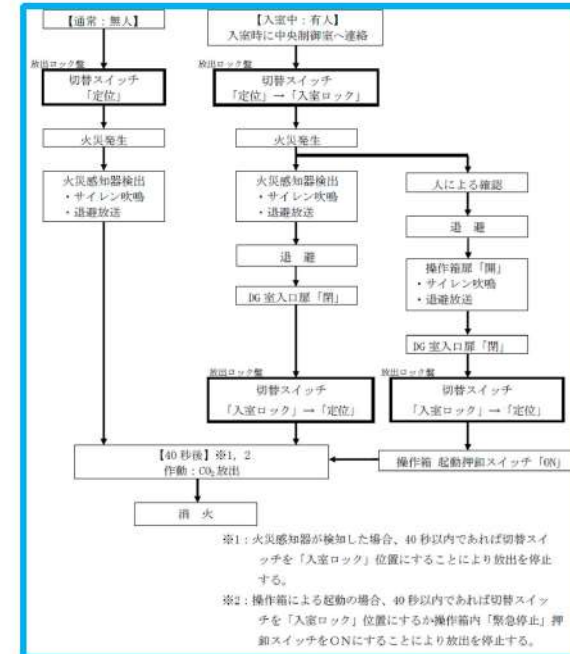 【通常：無人】
【入室中：有人】
入室時に中央制御室へ連絡
放出ロック盤
切替スイッチ
「定位」
放出ロック盤
切替スイッチ
「定位」→「入室ロック」
火災発生
火災発生
火災感知器検出
・サイレン吹鳴
・退避放送
火災感知器検出
・サイレン吹鳴
・退避放送
人による確認
退　避
退　避
操作箱扉「開」
・サイレン吹鳴
・退避放送
DG室入口扉「閉」
DG室入口扉「閉」
放出ロック盤
切替スイッチ
「入室ロック」→「定位」
放出ロック盤
切替スイッチ
「入室ロック」→「定位」
【40秒後】※1, 2
作動：CO₂放出
操作箱 起動押釦スイッチ「ON」
消　火
※1：火災感知器が検知した場合、40秒以内であれば切替スイ
ッチを「入室ロック」位置にすることにより放出を停止
する。
※2：操作箱による起動の場合、40秒以内であれば切替スイッ
チを「入室ロック」位置にするか操作箱内「緊急停止」押
釦スイッチをONにすることにより放出を停止する。